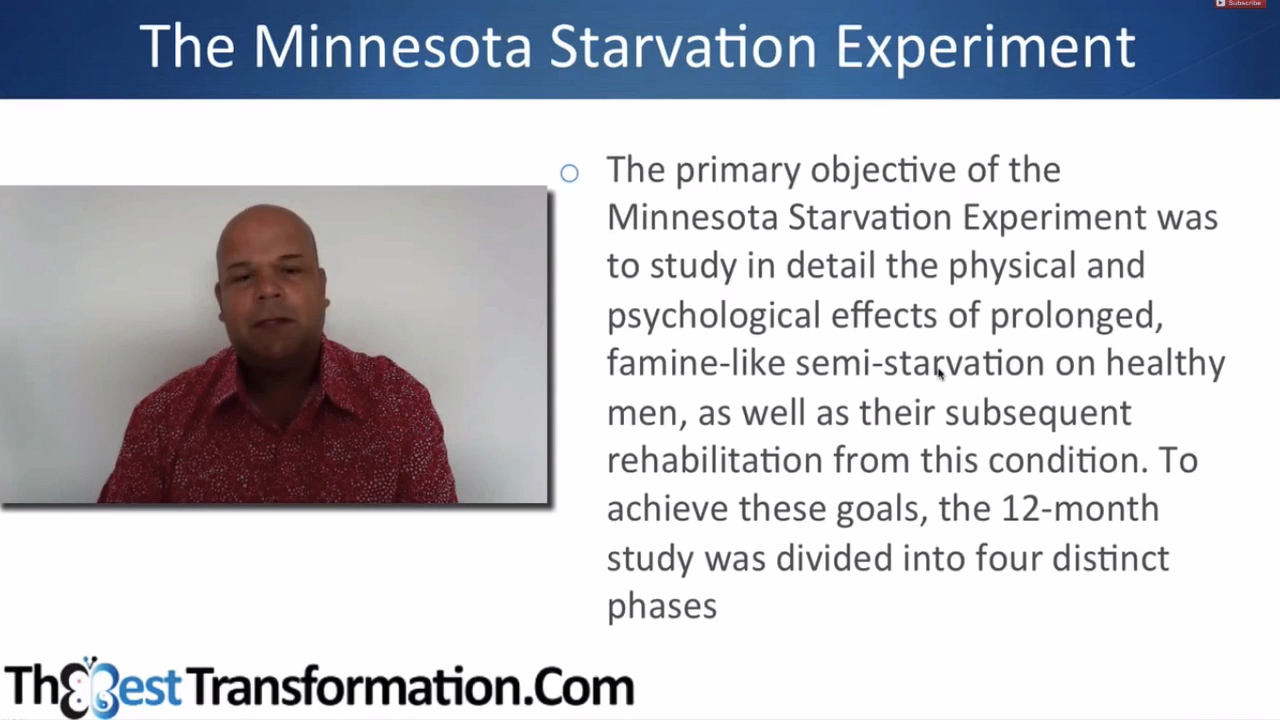 Subscribe
The Minnesota Starvation Experiment
The primary objective of the
Minnesota Starvation Experiment was
to study in detail the physical and
psychological effects of prolonged,
famine-like semi-starvation on healthy
men, as well as their subsequent
rehabilitation from this condition. To
achieve these goals, the 12-month
study was divided into four distinct
phases
TheBestTransformation.Com